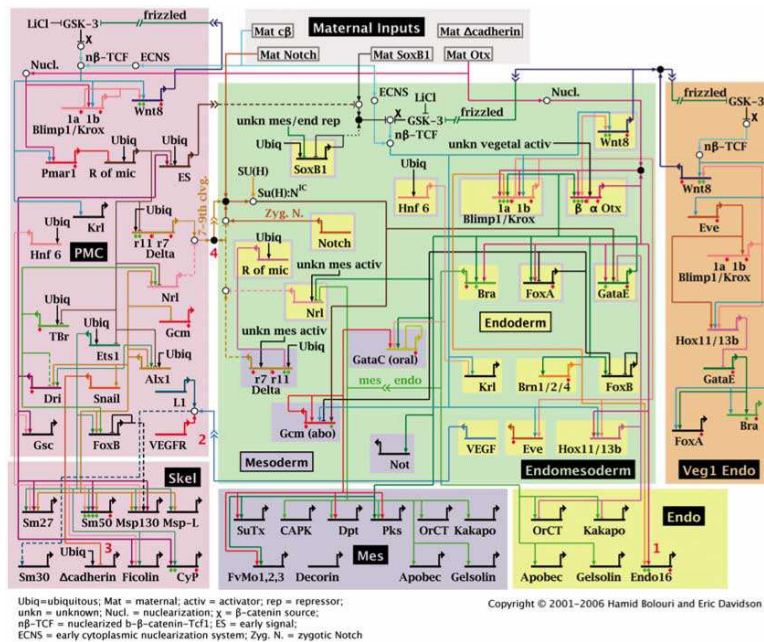 Maternal Inputs
Mat cβ
Mat Δcadherin
Mat Notch
Mat SoxB1
Mat Otx
LiCl
GSK-3
frizzled
χ
nβ-TCF
ECNS
Nucl.
1a 1b
Blimp1/Krox
Wnt8
Ubiq
Ubiq
Pmar1
R of mic
ES
Krl
Ubiq
Hnf 6
PMC
Ubiq
r11 r7
Delta
7-9th clvg.
4
Nrl
Ubiq
TBr
Ubiq
Ets1
Gcm
Ubiq
Alx1
Dri
Snail
L1
Gsc
FoxB
VEGFR
2
Skel
Sm27
Sm50
Msp130
Msp-L
3
Ubiq
Sm30
Δcadherin
Ficolin
CyP
ECNS
LiCl
χ
GSK-3
nβ-TCF
frizzled
Nucl.
unkn mes/end rep
Ubiq
SoxB1
unkn vegetal activ
Wnt8
SU(H)
Su(H):N IC
Ubiq
Hnf 6
1a 1b
Blimp1/Krox
β α Otx
Zyg. N.
Notch
Ubiq
R of mic
unkn mes activ
Nrl
Bra
FoxA
GataE
Endoderm
unkn mes activ
Ubiq
r7 r11
Delta
GataC (oral)
mes endo
Krl
Brn1/2/4
FoxB
Gcm (abo)
Mesoderm
Not
VEGF
Eve
Hox11/13b
Endomesoderm
frizzled
GSK-3
χ
nβ-TCF
Wnt8
Eve
1a 1b
Blimp1/Krox
Hox11/13b
GataE
FoxA
Bra
Veg1 Endo
SuTx
CAPK
Dpt
Pks
OrCT
Kakapo
Mes
FvMo1,2,3
Decorin
Apobec
Gelsolin
Endo
OrCT
Kakapo
1
Apobec
Gelsolin
Endo16
Ubiq=ubiquitous; Mat = maternal; activ = activator; rep = repressor;
unkn = unknown; Nucl. = nuclearization; χ = β-catenin source;
nβ-TCF = nuclearized b-β-catenin-Tcf1; ES = early signal;
ECNS = early cytoplasmic nuclearization system; Zyg. N. = zygotic Notch
Copyright © 2001-2006 Hamid Bolouri and Eric Davidson